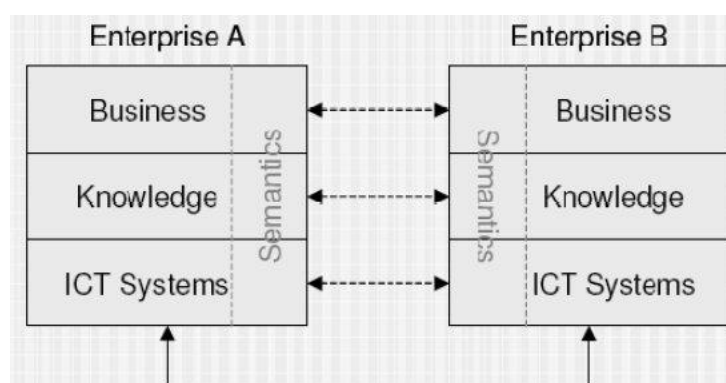 Enterprise A
Enterprise B
Business
Knowledge
ICT Systems
Semantics
Semantics
Business
Knowledge
ICT Systems